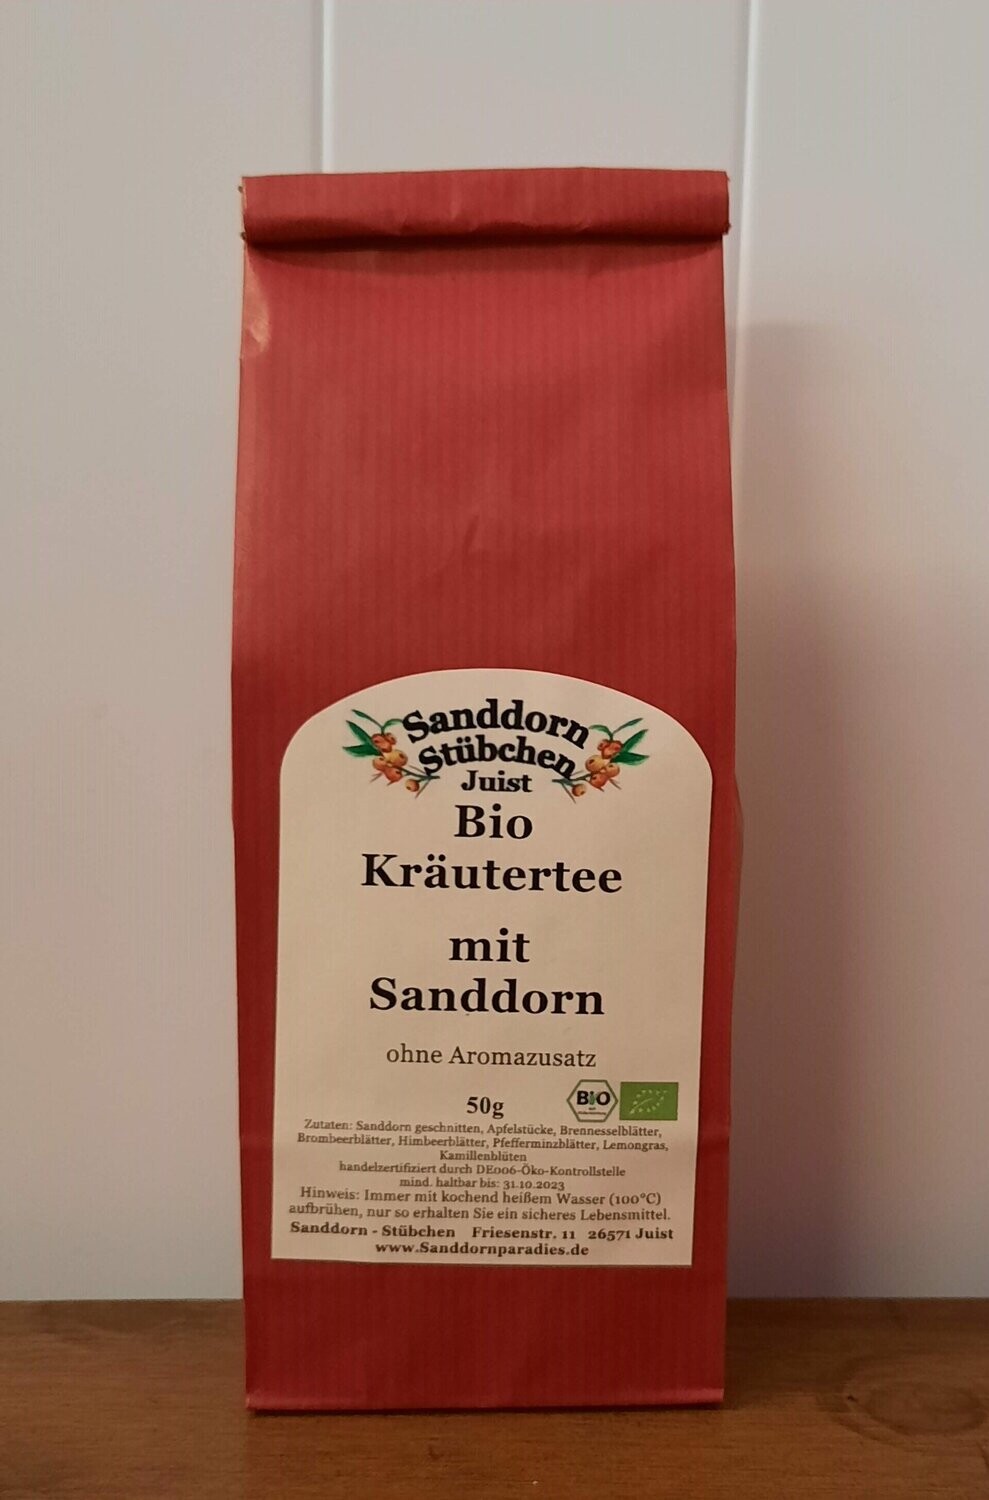 Sanddorn
Stübchen
Juist
Bio
Kräutertee
mit
Sanddorn
ohne Aromazusatz
50g
BIO
Zutaten: Sanddorn geschnitten, Apfelstücke, Brennesselblätter,
Brombeerblätter, Himbeerblätter, Pfefferminzblätter, Lemongras,
Kamillenblüten
handelzertifiziert durch DE006-Öko-Kontrollstelle
mind. haltbar bis: 31.10.2023
Hinweis: Immer mit kochend heißem Wasser (100°C)
aufbrühen, nur so erhalten Sie ein sicheres Lebensmittel.
Sanddorn - Stübchen Friesenstr. 11 26571 Juist
www.Sanddornparadies.de